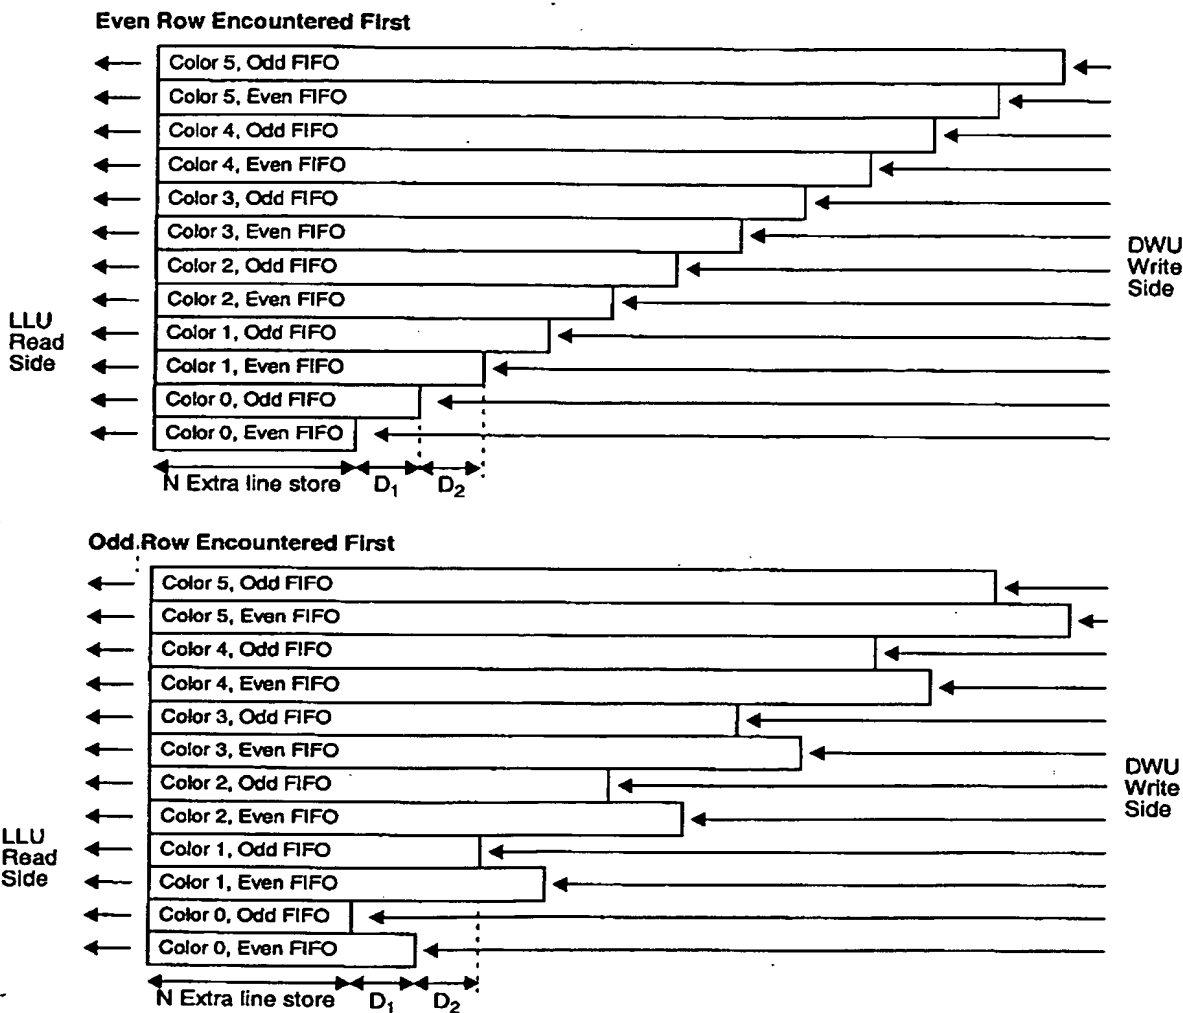 Even Row Encountered First
Color 5, Odd FIFO
Color 5, Even FIFO
Color 4, Odd FIFO
Color 4, Even FIFO
Color 3, Odd FIFO
Color 3, Even FIFO
Color 2, Odd FIFO
Color 2, Even FIFO
Color 1, Odd FIFO
Color 1, Even FIFO
Color 0, Odd FIFO
Color 0, Even FIFO
LLU
Read
Side
DWU
Write
Side
N Extra line store D1 D2
Odd Row Encountered First
Color 5, Odd FIFO
Color 5, Even FIFO
Color 4, Odd FIFO
Color 4, Even FIFO
Color 3, Odd FIFO
Color 3, Even FIFO
Color 2, Odd FIFO
Color 2, Even FIFO
Color 1, Odd FIFO
Color 1, Even FIFO
Color 0, Odd FIFO
Color 0, Even FIFO
LLU
Read
Side
DWU
Write
Side
N Extra line store D1 D2